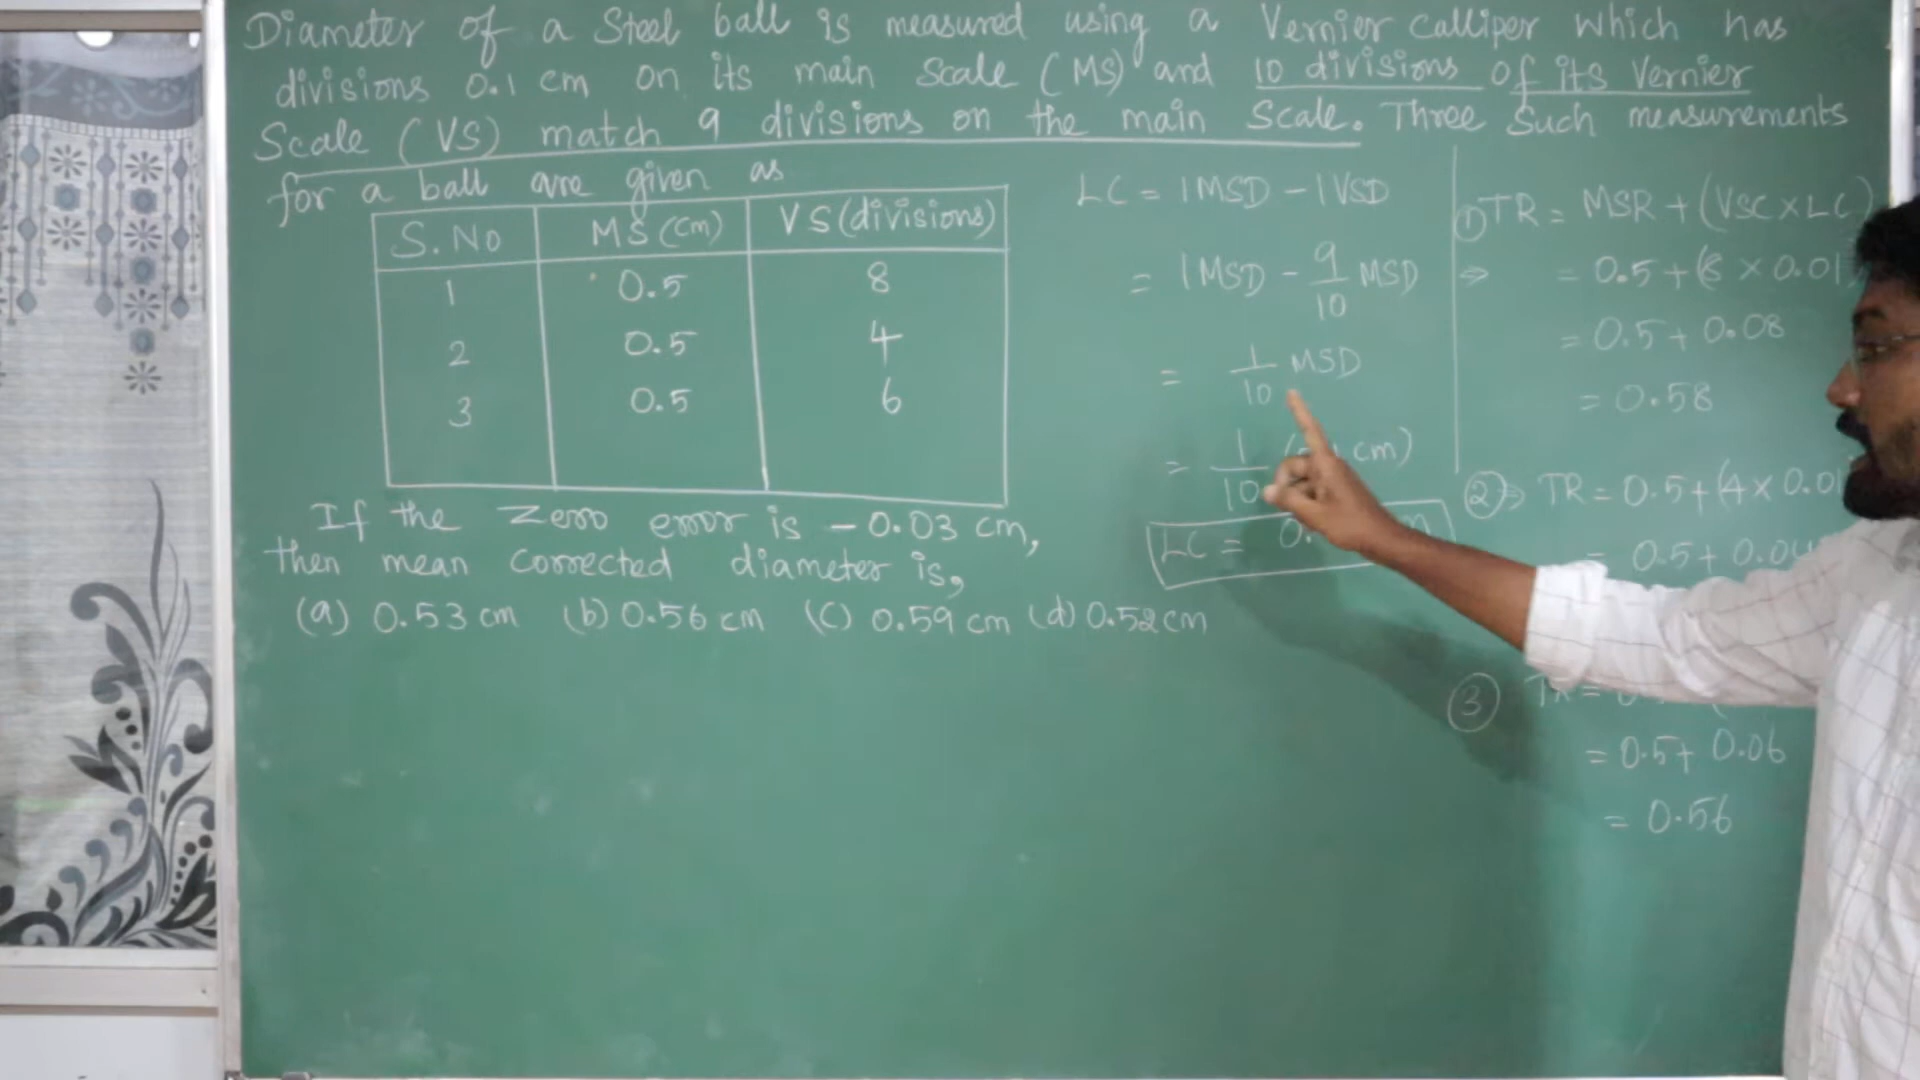 Diameter of a Steel ball is measured using a Vernier calliper which has
divisions 0.1 cm on its main Scale (MS) and 10 divisions of its Vernier
Scale (VS) match 9 divisions on the main Scale. Three Such measurements
for a ball are given as
S.No MS (cm) VS (divisions)
1 0.5 8
2 0.5 4
3 0.5 6
If the Zero error is -0.03 cm,
then mean corrected diameter is,
(a) 0.53 cm (b) 0.56 cm (c) 0.59 cm (d) 0.52 cm
LC = 1MSD - 1VSD
= 1MSD - 9/10 MSD
= 1/10 MSD
= 1/10 cm)
LC = 0.
① TR = MSR + (VSC x LC)
⇒ = 0.5 + (8 x 0.01
= 0.5 + 0.08
= 0.58
② ⇒ TR = 0.5 + (4 x 0.01
= 0.5 + 0.04
③ TR =
= 0.5 + 0.06
= 0.56